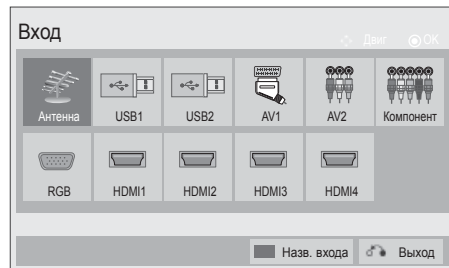 Вход
Двиг OK
Антенна USB1 USB2 AV1 AV2 Компонент
RGB HDMI1 HDMI2 HDMI3 HDMI4
Назв. входа Выход